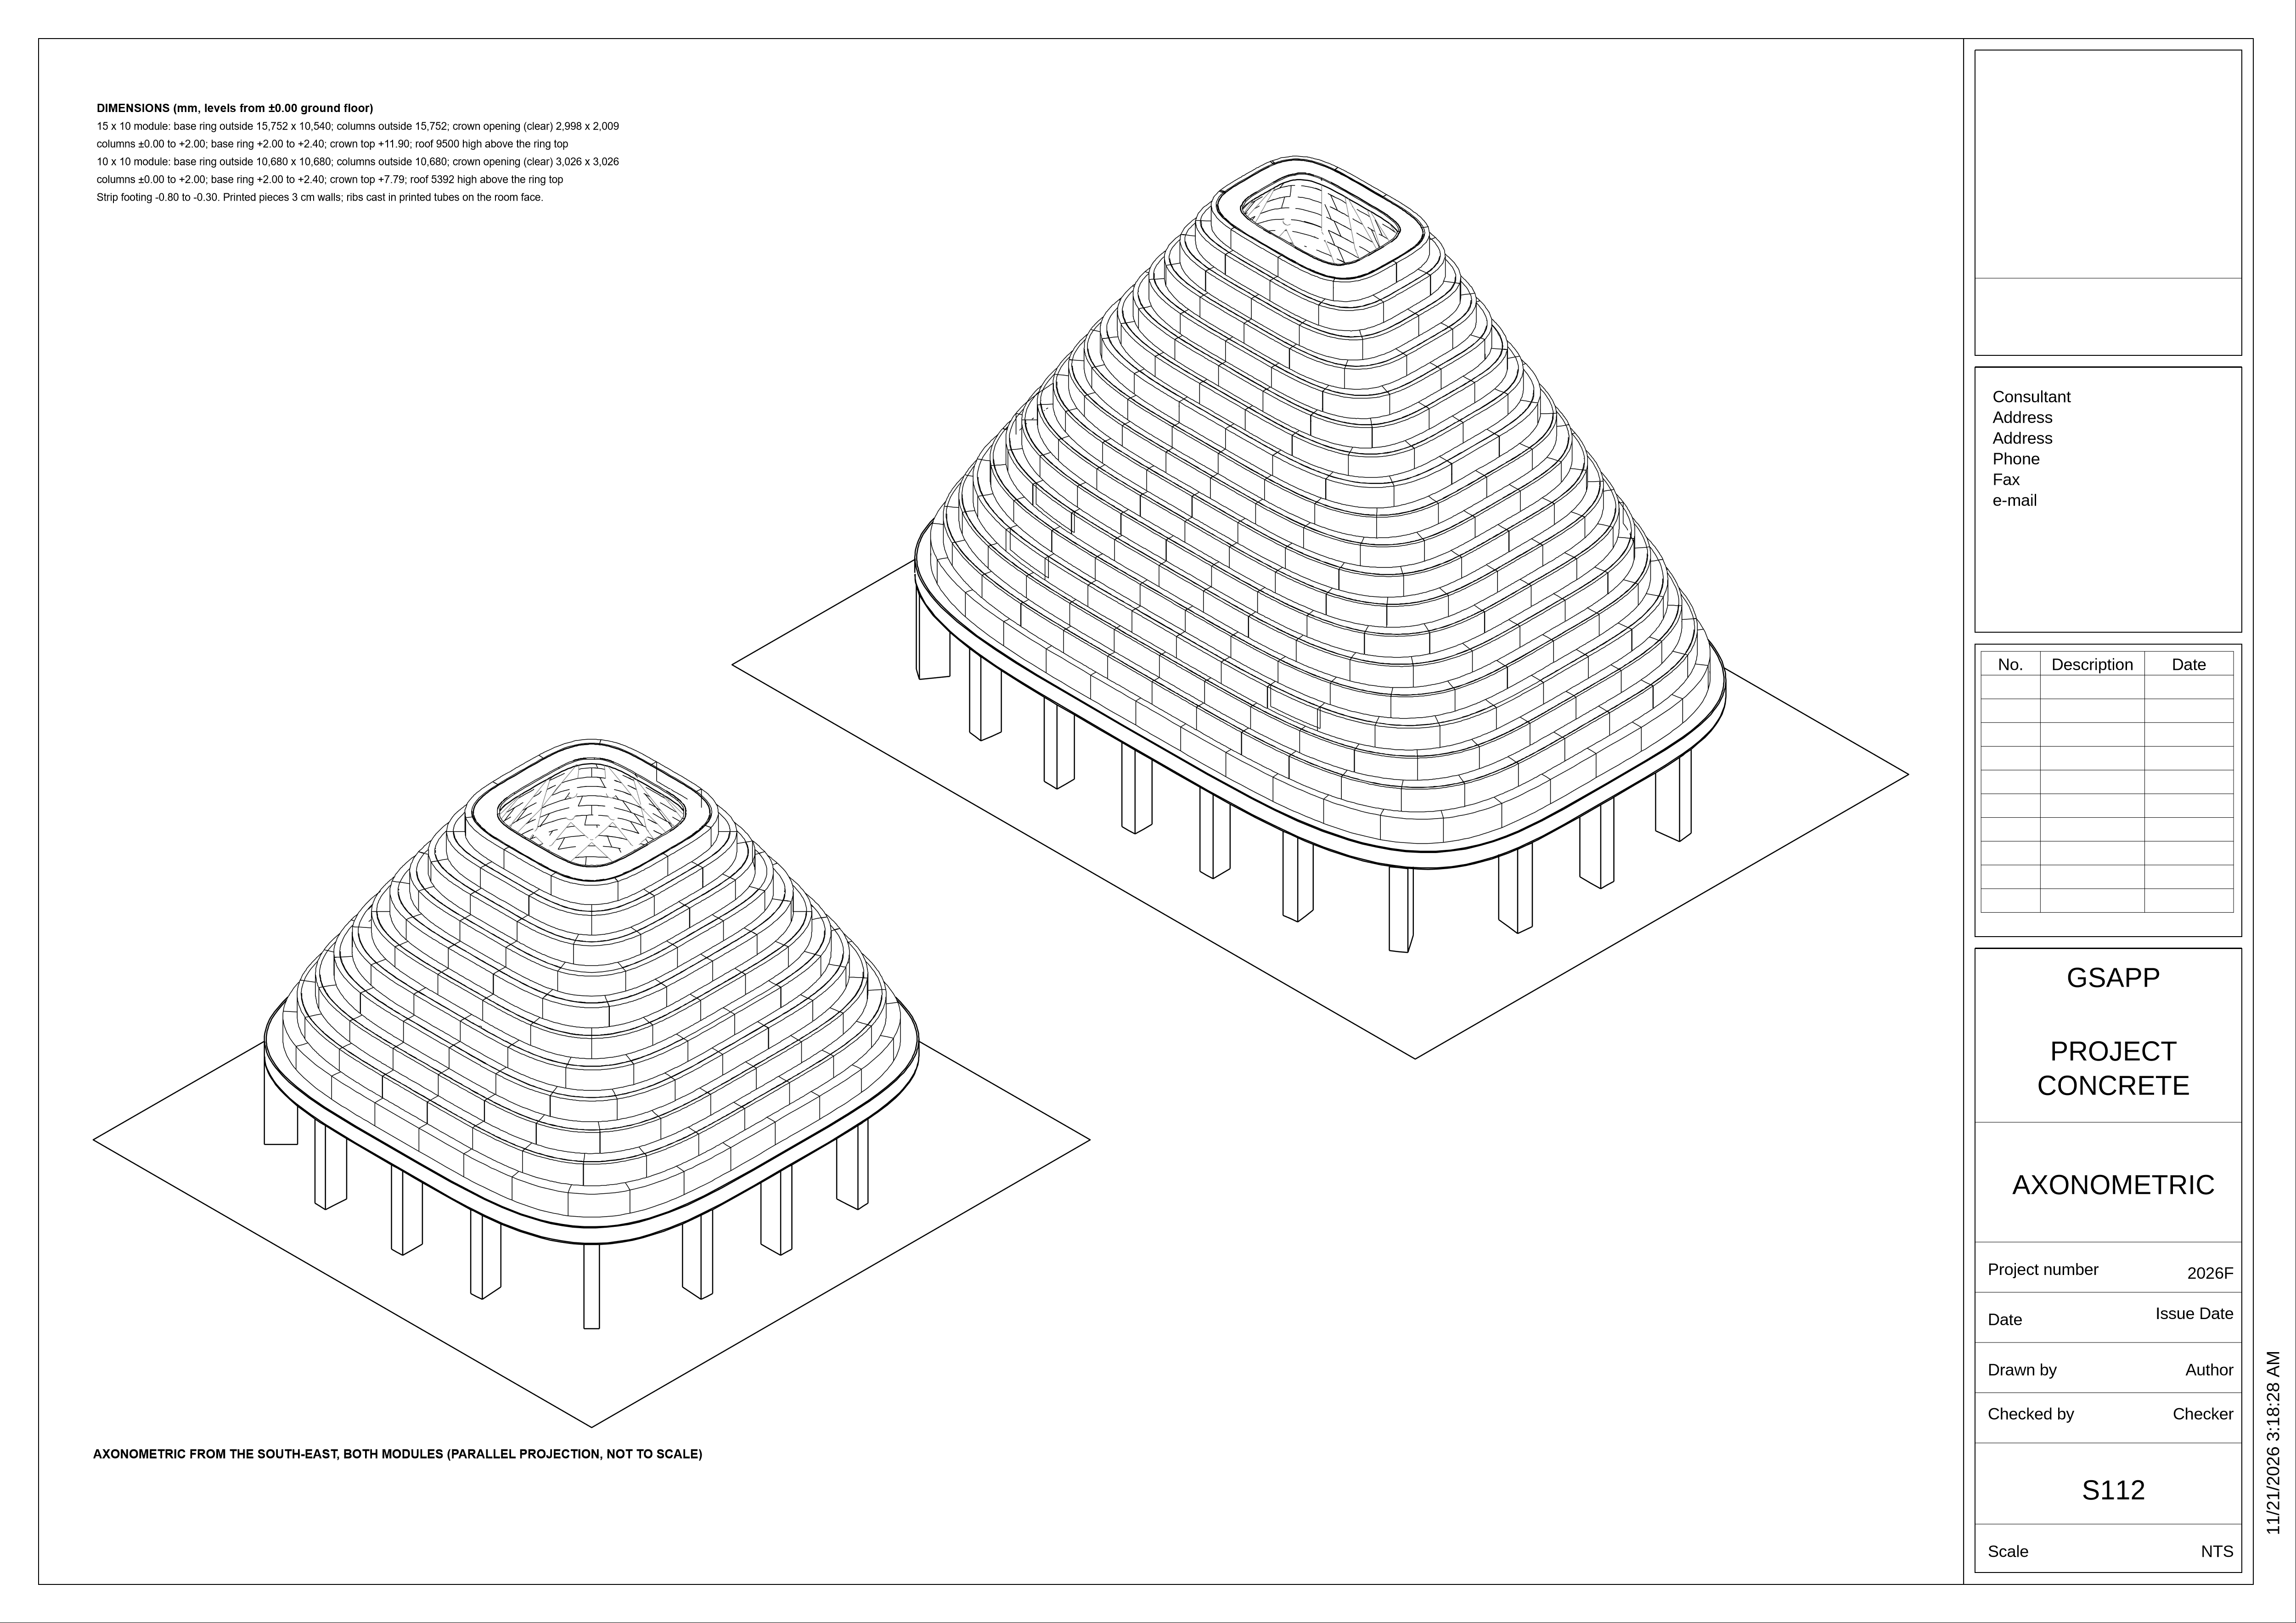 DIMENSIONS (mm, levels from ±0.00 ground floor)
15 x 10 module: base ring outside 15,752 x 10,540; columns outside 15,752; crown opening (clear) 2,998 x 2,009
columns ±0.00 to +2.00; base ring +2.00 to +2.40; crown top +11.90; roof 9500 high above the ring top
10 x 10 module: base ring outside 10,680 x 10,680; columns outside 10,680; crown opening (clear) 3,026 x 3,026
columns ±0.00 to +2.00; base ring +2.00 to +2.40; crown top +7.79; roof 5392 high above the ring top
Strip footing -0.80 to -0.30. Printed pieces 3 cm walls; ribs cast in printed tubes on the room face.
AXONOMETRIC FROM THE SOUTH-EAST, BOTH MODULES (PARALLEL PROJECTION, NOT TO SCALE)
Consultant
Address
Address
Phone
Fax
e-mail
No. Description Date
GSAPP
PROJECT
CONCRETE
AXONOMETRIC
Project number 2026F
Date Issue Date
Drawn by Author
Checked by Checker
S112
Scale NTS
11/21/2026 3:18:28 AM